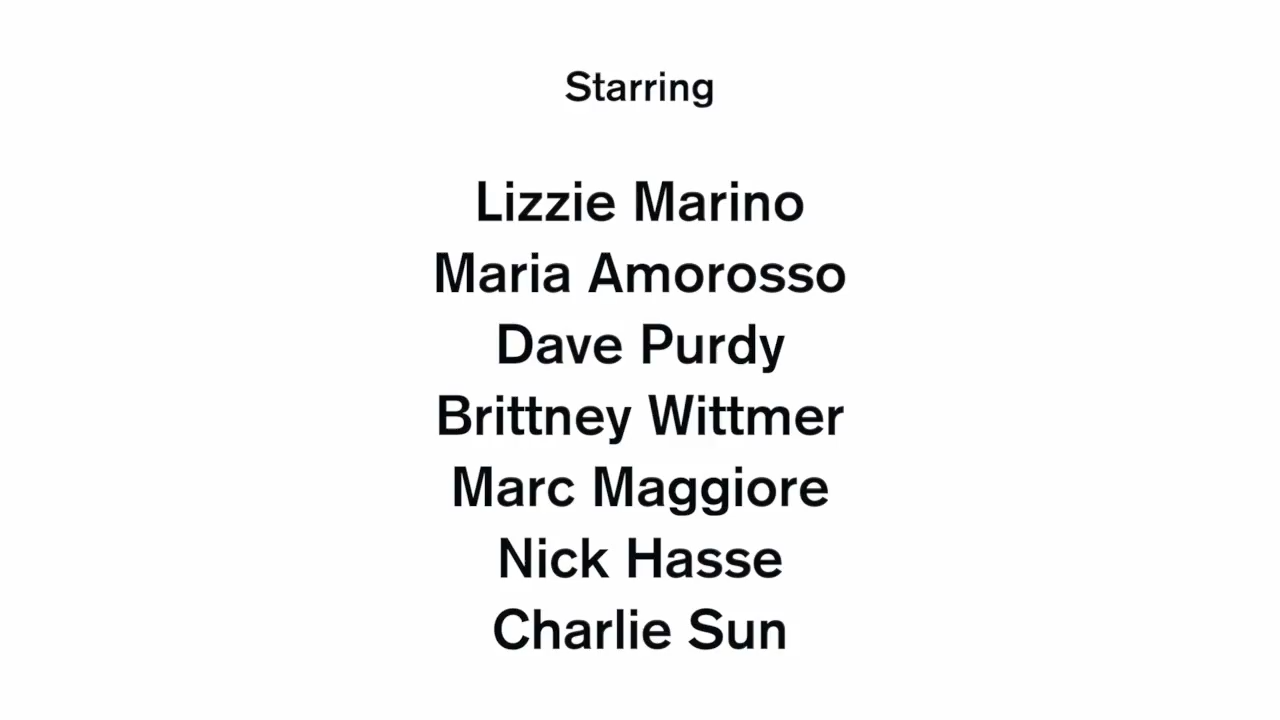 Starring
Lizzie Marino
Maria Amorosso
Dave Purdy
Brittney Wittmer
Marc Maggiore
Nick Hasse
Charlie Sun